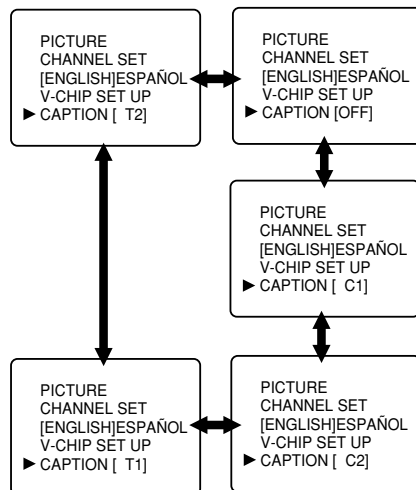 PICTURE
CHANNEL SET
[ENGLISH]ESPAÑOL
V-CHIP SET UP
▶ CAPTION [ T2]
PICTURE
CHANNEL SET
[ENGLISH]ESPAÑOL
V-CHIP SET UP
▶ CAPTION [OFF]
PICTURE
CHANNEL SET
[ENGLISH]ESPAÑOL
V-CHIP SET UP
▶ CAPTION [ C1]
PICTURE
CHANNEL SET
[ENGLISH]ESPAÑOL
V-CHIP SET UP
▶ CAPTION [ T1]
PICTURE
CHANNEL SET
[ENGLISH]ESPAÑOL
V-CHIP SET UP
▶ CAPTION [ C2]